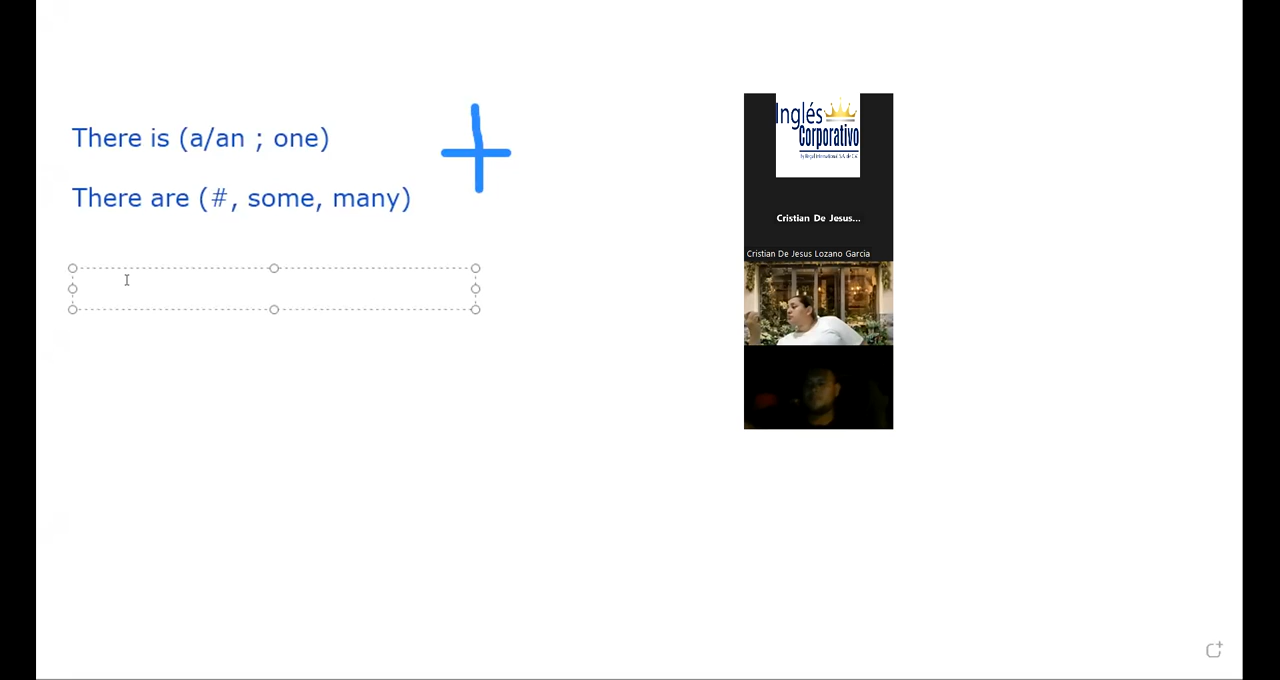 There is (a/an ; one)
There are (#, some, many)
Inglés
Corporativo
Cristian De Jesus...
Cristian De Jesus Lozano Garcia